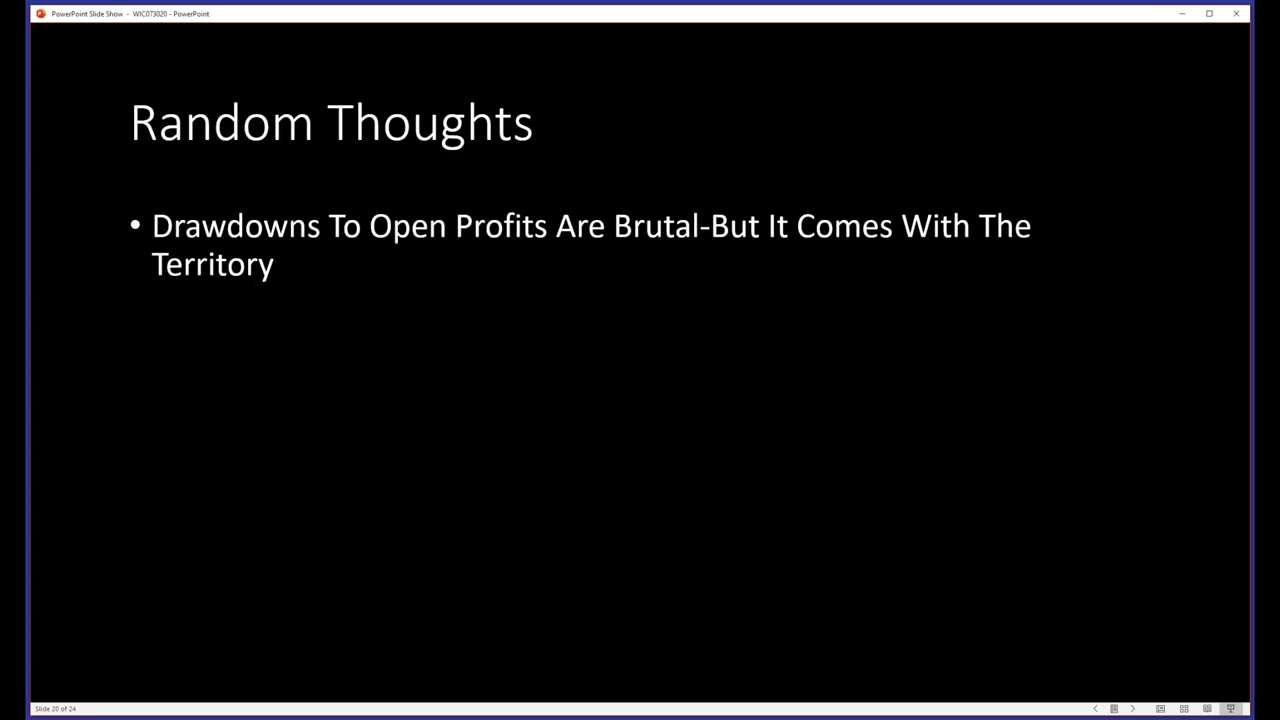 PowerPoint Slide Show - WIC073020 - PowerPoint
Random Thoughts
• Drawdowns To Open Profits Are Brutal-But It Comes With The
Territory
Slide 20 of 24